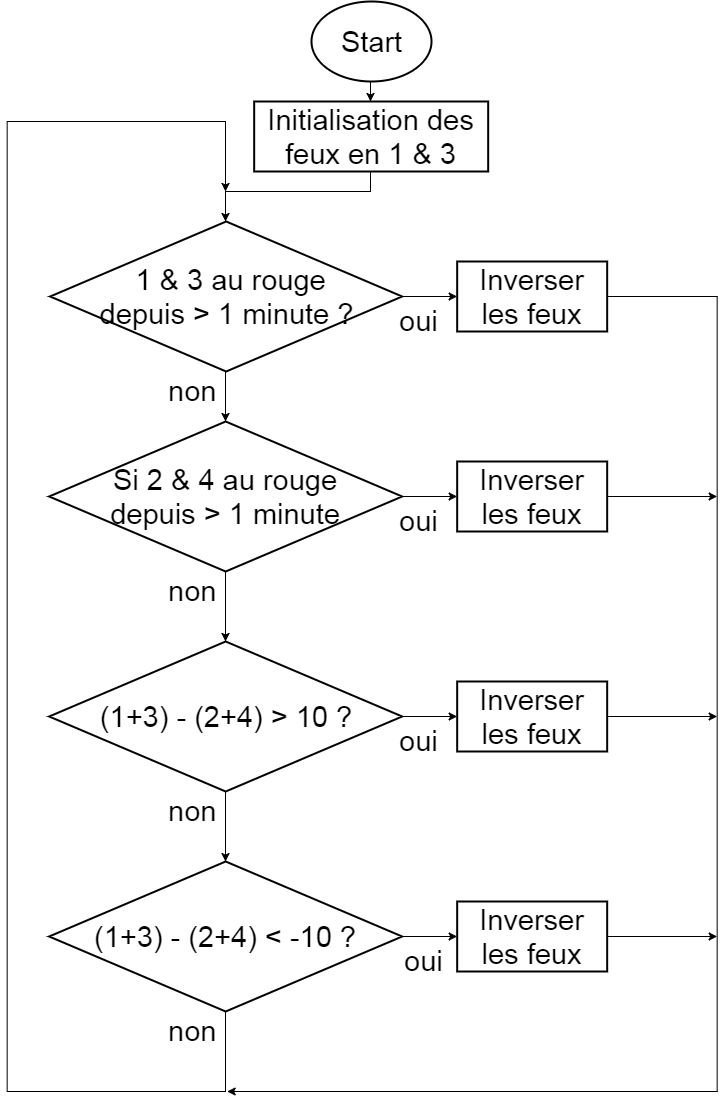 Start
Initialisation des
feux en 1 & 3
1 & 3 au rouge
depuis > 1 minute ?
oui
Inverser
les feux
non
Si 2 & 4 au rouge
depuis > 1 minute
oui
Inverser
les feux
non
(1+3) - (2+4) > 10 ?
oui
Inverser
les feux
non
(1+3) - (2+4) < -10 ?
oui
Inverser
les feux
non